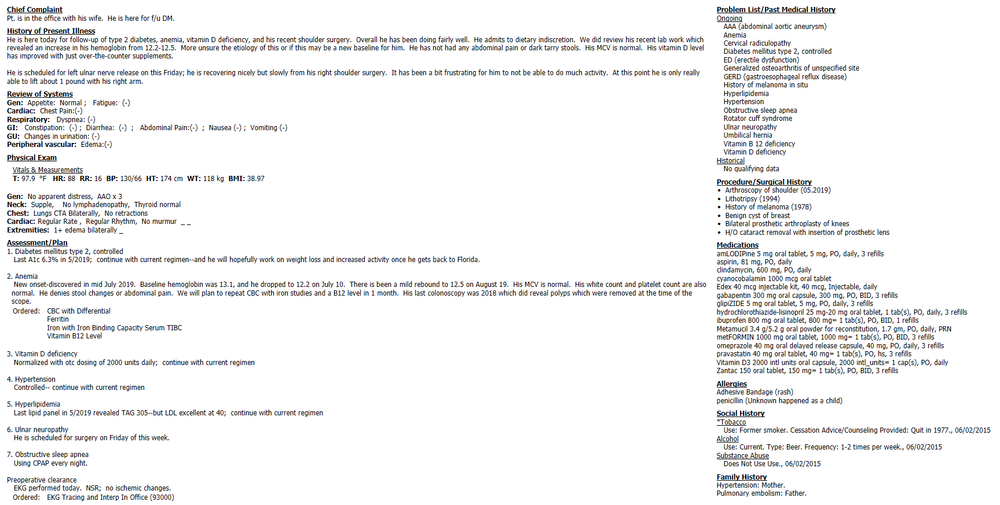 Chief Complaint
Pt. is in the office with his wife. He is here for f/u DM.
History of Present Illness
He is here today for follow-up of type 2 diabetes, anemia, vitamin D deficiency, and his recent shoulder surgery. Overall he has been doing fairly well. He admits to dietary indiscretion. We did review his recent lab work which
revealed an increase in his hemoglobin from 12.2-12.5. More unsure the etiology of this or if this may be a new baseline for him. He has not had any abdominal pain or dark tarry stools. His MCV is normal. His vitamin D level
has improved with just over-the-counter supplements.
He is scheduled for left ulnar nerve release on this Friday; he is recovering nicely but slowly from his right shoulder surgery. It has been a bit frustrating for him to not be able to do much activity. At this point he is only really
able to lift about 1 pound with his right arm.
Review of Systems
Gen: Appetite: Normal ; Fatigue: (-)
Cardiac: Chest Pain:(-)
Respiratory: Dyspnea: (-)
GI: Constipation: (-) ; Diarrhea: (-) ; Abdominal Pain:(-) ; Nausea (-) ; Vomiting (-)
GU: Changes in urination: (-)
Peripheral vascular: Edema:(-)
Physical Exam
Vitals & Measurements
T: 97.9 °F HR: 88 RR: 16 BP: 130/66 HT: 174 cm WT: 118 kg BMI: 38.97
Gen: No apparent distress, AAO x 3
Neck: Supple, No lymphadenopathy, Thyroid normal
Chest: Lungs CTA Bilaterally, No retractions
Cardiac: Regular Rate , Regular Rhythm, No murmur _ _
Extremities: 1+ edema bilaterally _
Assessment/Plan
1. Diabetes mellitus type 2, controlled
Last A1c 6.3% in 5/2019; continue with current regimen--and he will hopefully work on weight loss and increased activity once he gets back to Florida.
2. Anemia
New onset-discovered in mid July 2019. Baseline hemoglobin was 13.1, and he dropped to 12.2 on July 10. There is been a mild rebound to 12.5 on August 19. His MCV is normal. His white count and platelet count are also
normal. He denies stool changes or abdominal pain. We will plan to repeat CBC with iron studies and a B12 level in 1 month. His last colonoscopy was 2018 which did reveal polyps which were removed at the time of the
scope.
Ordered: CBC with Differential
Ferritin
Iron with Iron Binding Capacity Serum TIBC
Vitamin B12 Level
3. Vitamin D deficiency
Normalized with otc dosing of 2000 units daily; continue with current regimen
4. Hypertension
Controlled-- continue with current regimen
5. Hyperlipidemia
Last lipid panel in 5/2019 revealed TAG 305--but LDL excellent at 40; continue with current regimen
6. Ulnar neuropathy
He is scheduled for surgery on Friday of this week.
7. Obstructive sleep apnea
Using CPAP every night.
Preoperative clearance
EKG performed today. NSR; no ischemic changes.
Ordered: EKG Tracing and Interp In Office (93000)
Problem List/Past Medical History
Ongoing
AAA (abdominal aortic aneurysm)
Anemia
Cervical radiculopathy
Diabetes mellitus type 2, controlled
ED (erectile dysfunction)
Generalized osteoarthritis of unspecified site
GERD (gastroesophageal reflux disease)
History of melanoma in situ
Hyperlipidemia
Hypertension
Obstructive sleep apnea
Rotator cuff syndrome
Ulnar neuropathy
Umbilical hernia
Vitamin B 12 deficiency
Vitamin D deficiency
Historical
No qualifying data
Procedure/Surgical History
• Arthroscopy of shoulder (05.2019)
• Lithotripsy (1994)
• History of melanoma (1978)
• Benign cyst of breast
• Bilateral prosthetic arthroplasty of knees
• H/O cataract removal with insertion of prosthetic lens
Medications
amLODIPine 5 mg oral tablet, 5 mg, PO, daily, 3 refills
aspirin, 81 mg, PO, daily
clindamycin, 600 mg, PO, daily
cyanocobalamin 1000 mcg oral tablet
Edex 40 mcg injectable kit, 40 mcg, Injectable, daily
gabapentin 300 mg oral capsule, 300 mg, PO, BID, 3 refills
glipiZIDE 5 mg oral tablet, 5 mg, PO, daily, 3 refills
hydrochlorothiazide-lisinopril 25 mg-20 mg oral tablet, 1 tab(s), PO, daily, 3 refills
ibuprofen 800 mg oral tablet, 800 mg= 1 tab(s), PO, BID, 1 refills
Metamucil 3.4 g/5.2 g oral powder for reconstitution, 1.7 gm, PO, daily, PRN
metFORMIN 1000 mg oral tablet, 1000 mg= 1 tab(s), PO, BID, 3 refills
omeprazole 40 mg oral delayed release capsule, 40 mg, PO, daily, 3 refills
pravastatin 40 mg oral tablet, 40 mg= 1 tab(s), PO, hs, 3 refills
Vitamin D3 2000 intl units oral capsule, 2000 intl_units= 1 cap(s), PO, daily
Zantac 150 oral tablet, 150 mg= 1 tab(s), PO, BID, 3 refills
Allergies
Adhesive Bandage (rash)
penicillin (Unknown happened as a child)
Social History
*Tobacco
Use: Former smoker. Cessation Advice/Counseling Provided: Quit in 1977., 06/02/2015
Alcohol
Use: Current. Type: Beer. Frequency: 1-2 times per week., 06/02/2015
Substance Abuse
Does Not Use Use., 06/02/2015
Family History
Hypertension: Mother.
Pulmonary embolism: Father.